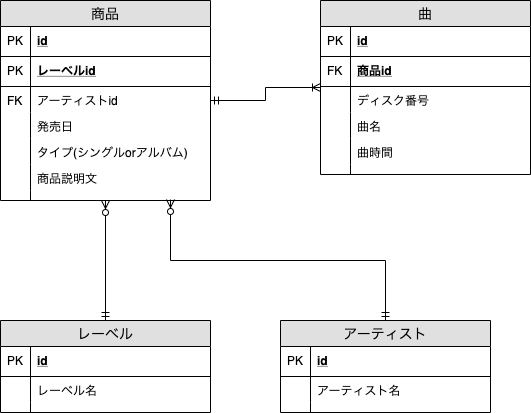 商品
PK id
PK レーベルid
FK アーティストid
発売日
タイプ(シングルorアルバム)
商品説明文
曲
PK id
FK 商品id
ディスク番号
曲名
曲時間
レーベル
PK id
レーベル名
アーティスト
PK id
アーティスト名